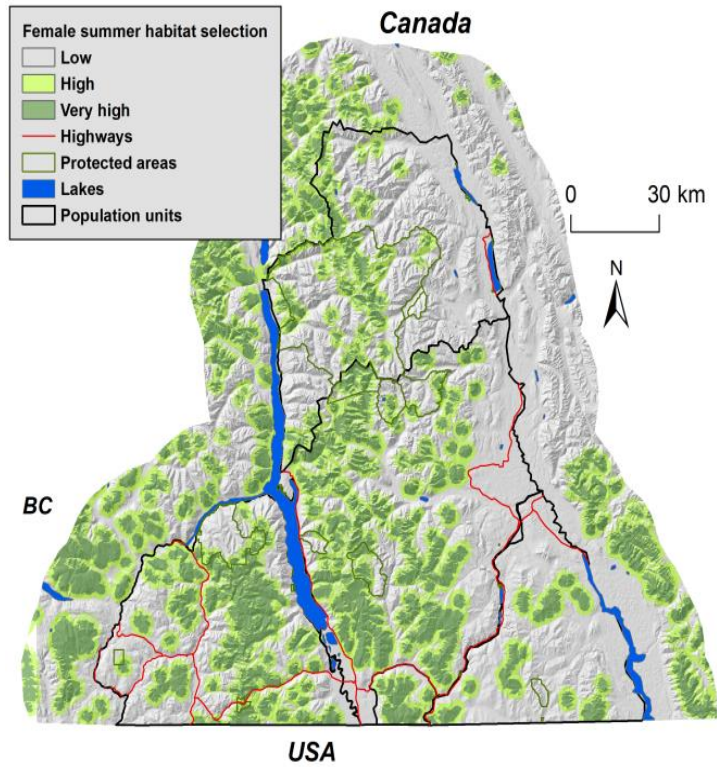 Canada
Female summer habitat selection
Low
High
Very high
Highways
Protected areas
Lakes
Population units
0 30 km
N
BC
USA